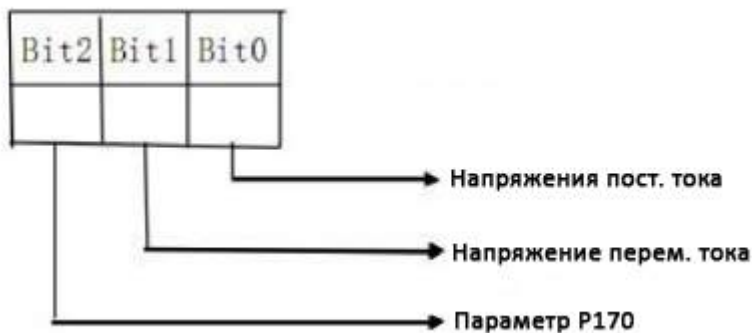 Bit2 Bit1 Bit0
Напряжения пост. тока
Напряжение перем. тока
Параметр P170